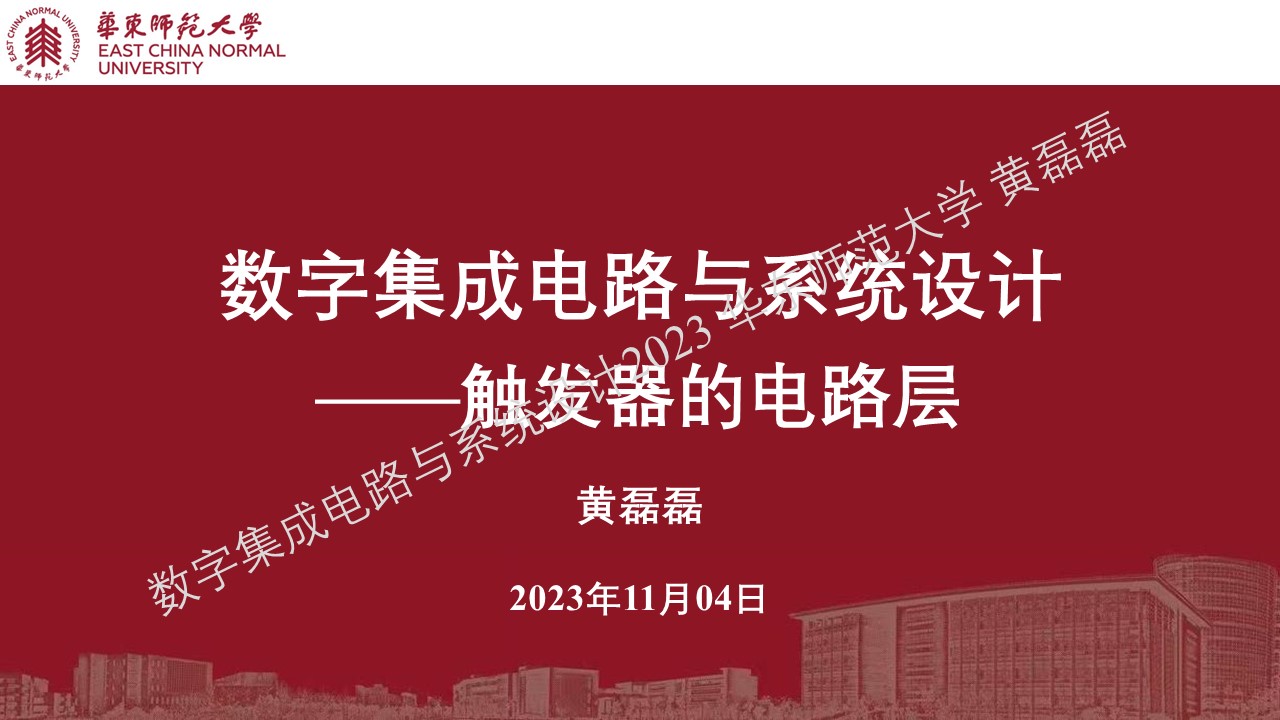 EAST CHINA NORMAL UNIVERSITY
華東師範大學
華東師範大學
EAST CHINA NORMAL
UNIVERSITY
数字集成电路与系统设计
——触发器的电路层
数字集成电路与系统设计2023 华东师范大学 黄磊磊
黄磊磊
2023年11月04日